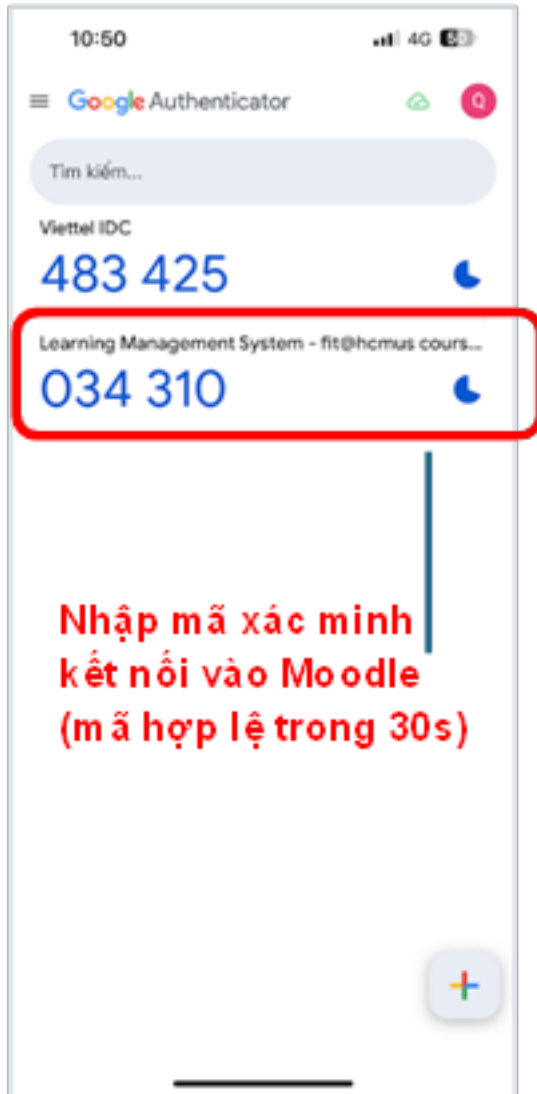 10:50
4G
Google Authenticator
Q
Tìm kiếm...
Viettel IDC
483 425
Learning Management System - fit@hcmus cours...
034 310
Nhập mã xác minh
kết nối vào Moodle
(mã hợp lệ trong 30s)